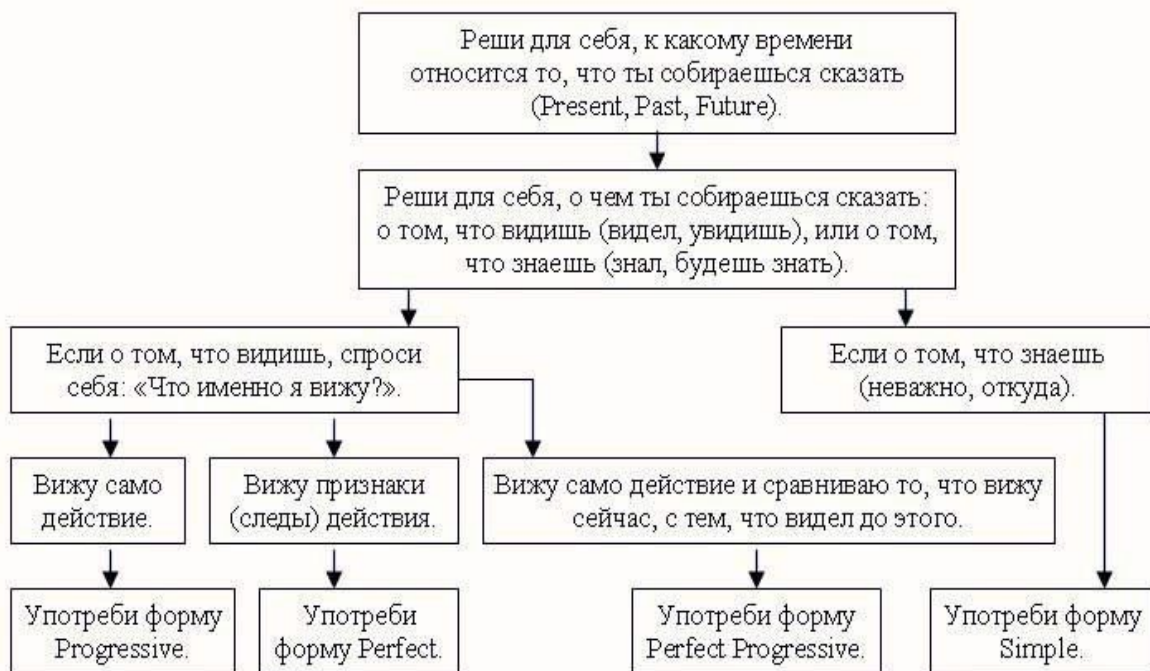 Реши для себя, к какому времени
относится то, что ты собираешься сказать
(Present, Past, Future).
Реши для себя, о чем ты собираешься сказать:
о том, что видишь (видел, увидишь), или о том,
что знаешь (знал, будешь знать).
Если о том, что видишь, спроси
себя: «Что именно я вижу?».
Если о том, что знаешь
(неважно, откуда).
Вижу само
действие.
Вижу признаки
(следы) действия.
Вижу само действие и сравниваю то, что вижу
сейчас, с тем, что видел до этого.
Употреби форму
Progressive.
Употреби
форму Perfect.
Употреби форму
Perfect Progressive.
Употреби форму
Simple.